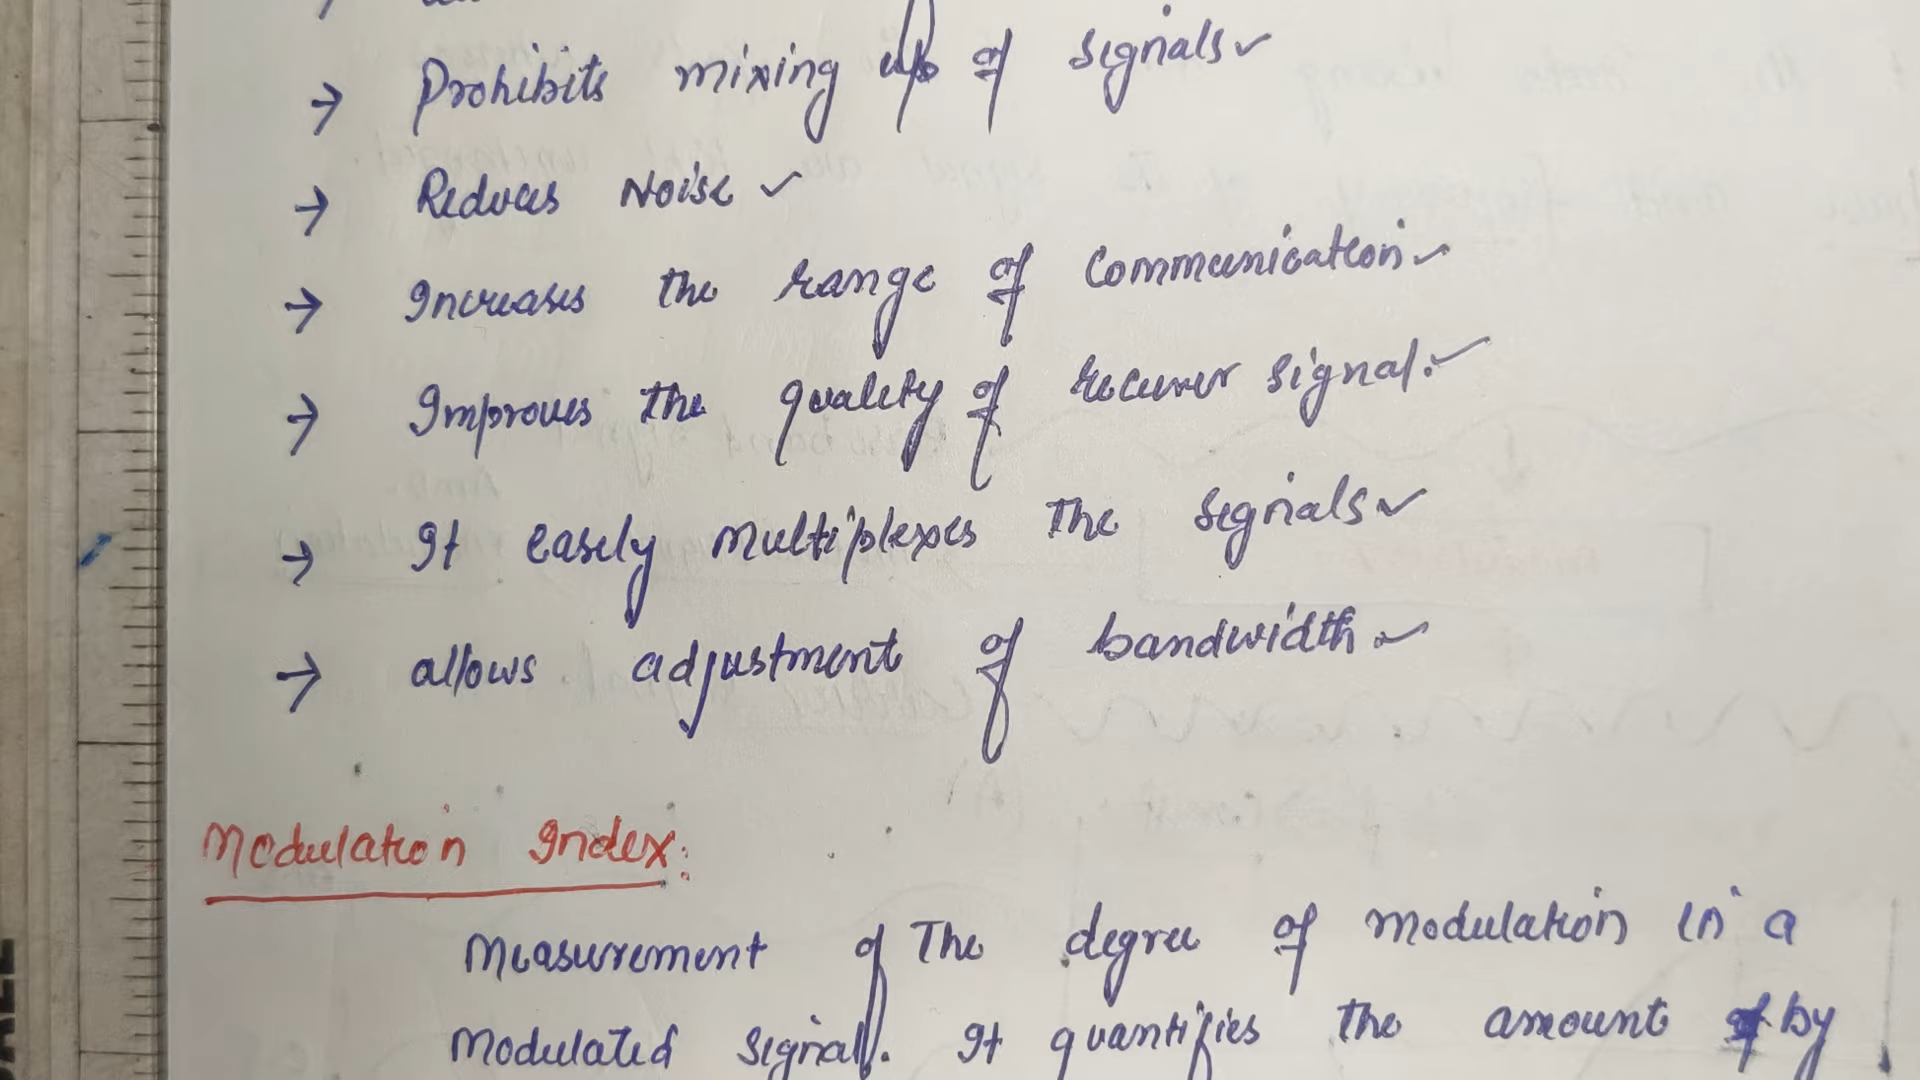 → Prohibits mixing up of signals
→ Reduces Noise
→ Increases the range of communication
→ Improves the quality of receiver signal.
→ It easily multiplexes the signals
→ allows adjustment of bandwidth
Modulation Index:
Measurement of The degree of modulation in a
Modulated signal. It quantifies the amount by